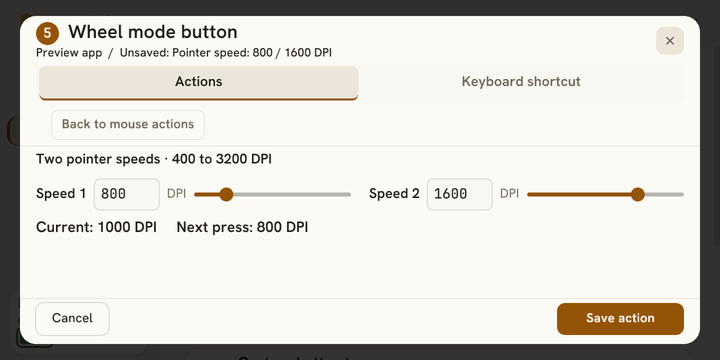 5 Wheel mode button
Preview app / Unsaved: Pointer speed: 800 / 1600 DPI
×
Actions
Keyboard shortcut
Back to mouse actions
Two pointer speeds · 400 to 3200 DPI
Speed 1 800 DPI
Speed 2 1600 DPI
Current: 1000 DPI Next press: 800 DPI
Cancel
Save action